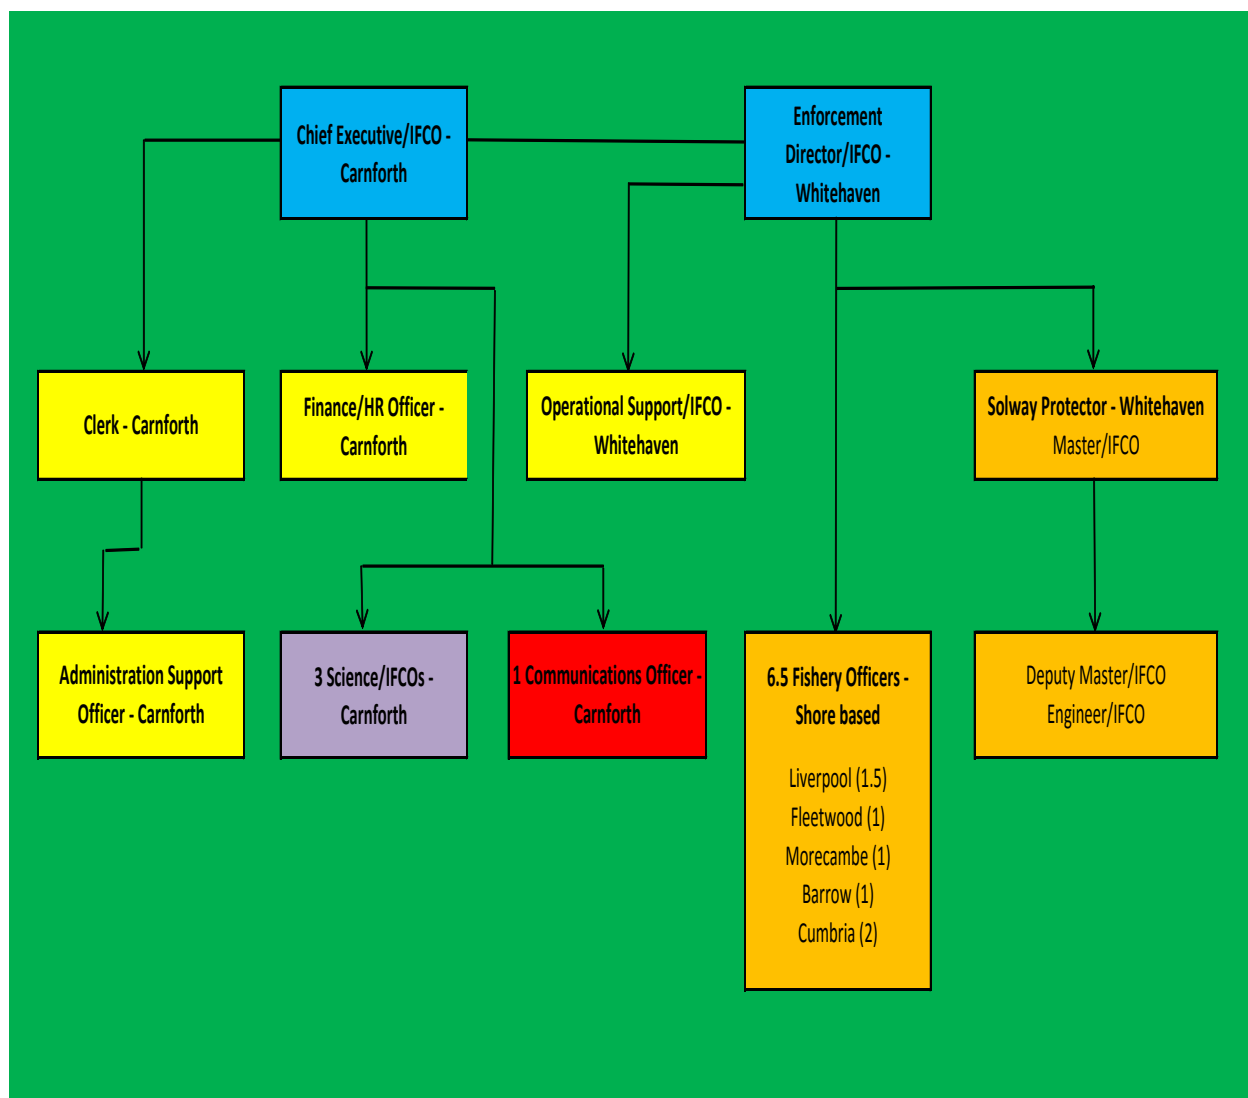 Chief Executive/IFCO -
Carnforth
Enforcement
Director/IFCO -
Whitehaven
Clerk - Carnforth
Finance/HR Officer -
Carnforth
Operational Support/IFCO -
Whitehaven
Solway Protector - Whitehaven
Master/IFCO
Administration Support
Officer - Carnforth
3 Science/IFCOs -
Carnforth
1 Communications Officer -
Carnforth
6.5 Fishery Officers -
Shore based
Liverpool (1.5)
Fleetwood (1)
Morecambe (1)
Barrow (1)
Cumbria (2)
Deputy Master/IFCO
Engineer/IFCO